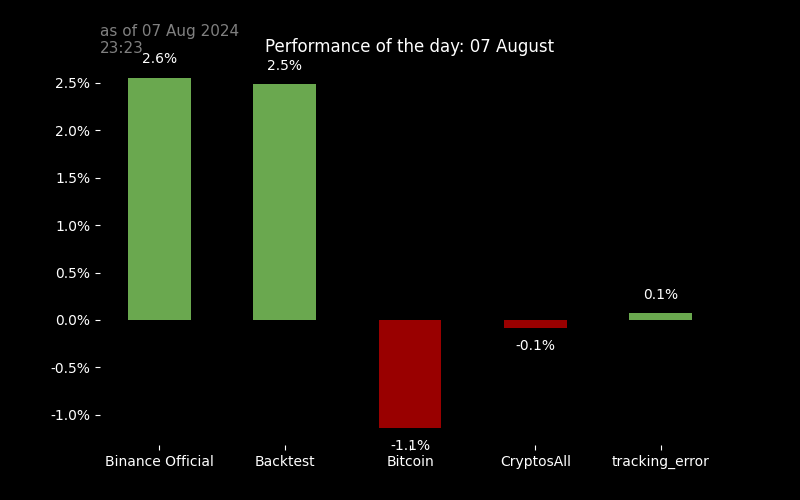 as of 07 Aug 2024
23:23
Performance of the day: 07 August
2.6%
2.5%
-1.1%
-0.1%
0.1%
2.5%
2.0%
1.5%
1.0%
0.5%
0.0%
-0.5%
-1.0%
Binance Official
Backtest
Bitcoin
CryptosAll
tracking_error